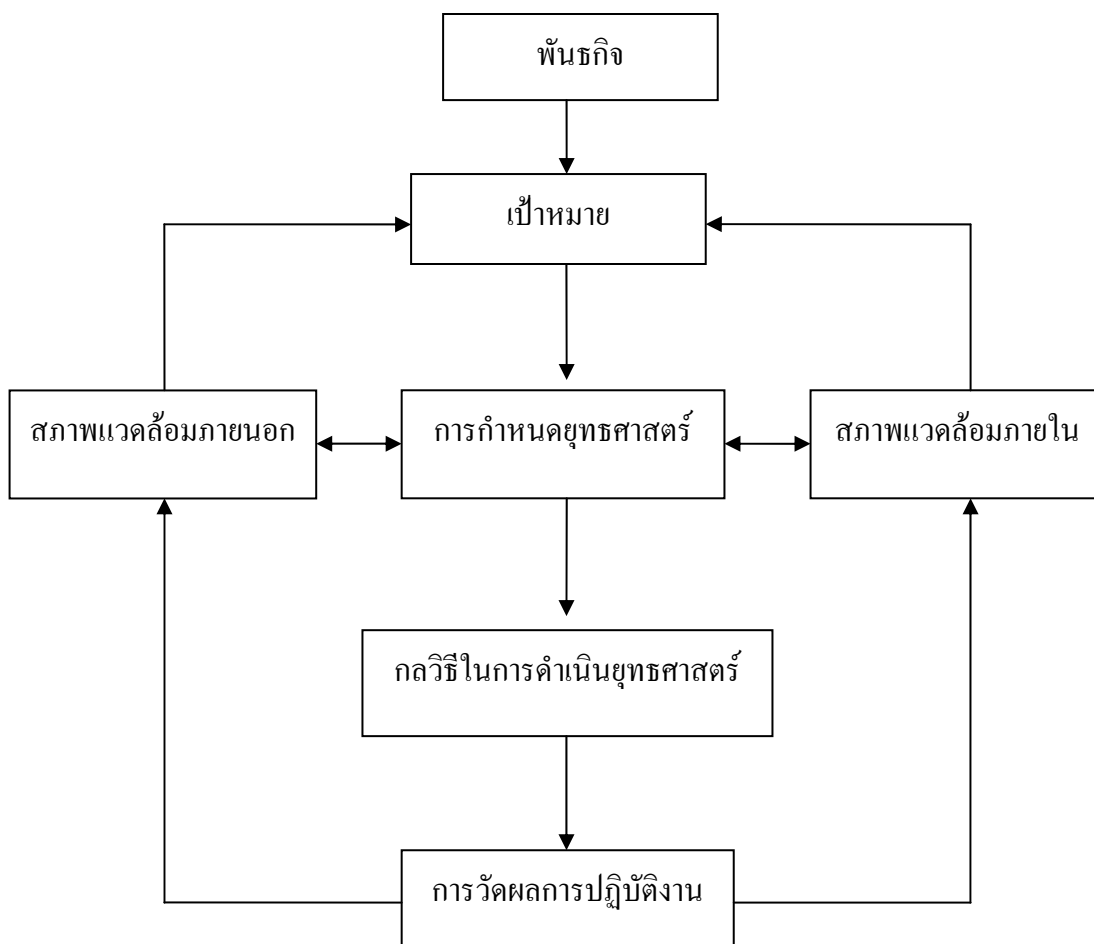 พันธกิจ
เป้าหมาย
สภาพแวดล้อมภายนอก
การกำหนดยุทธศาสตร์
สภาพแวดล้อมภายใน
กลวิธีในการดำเนินยุทธศาสตร์
การวัดผลการปฏิบัติงาน